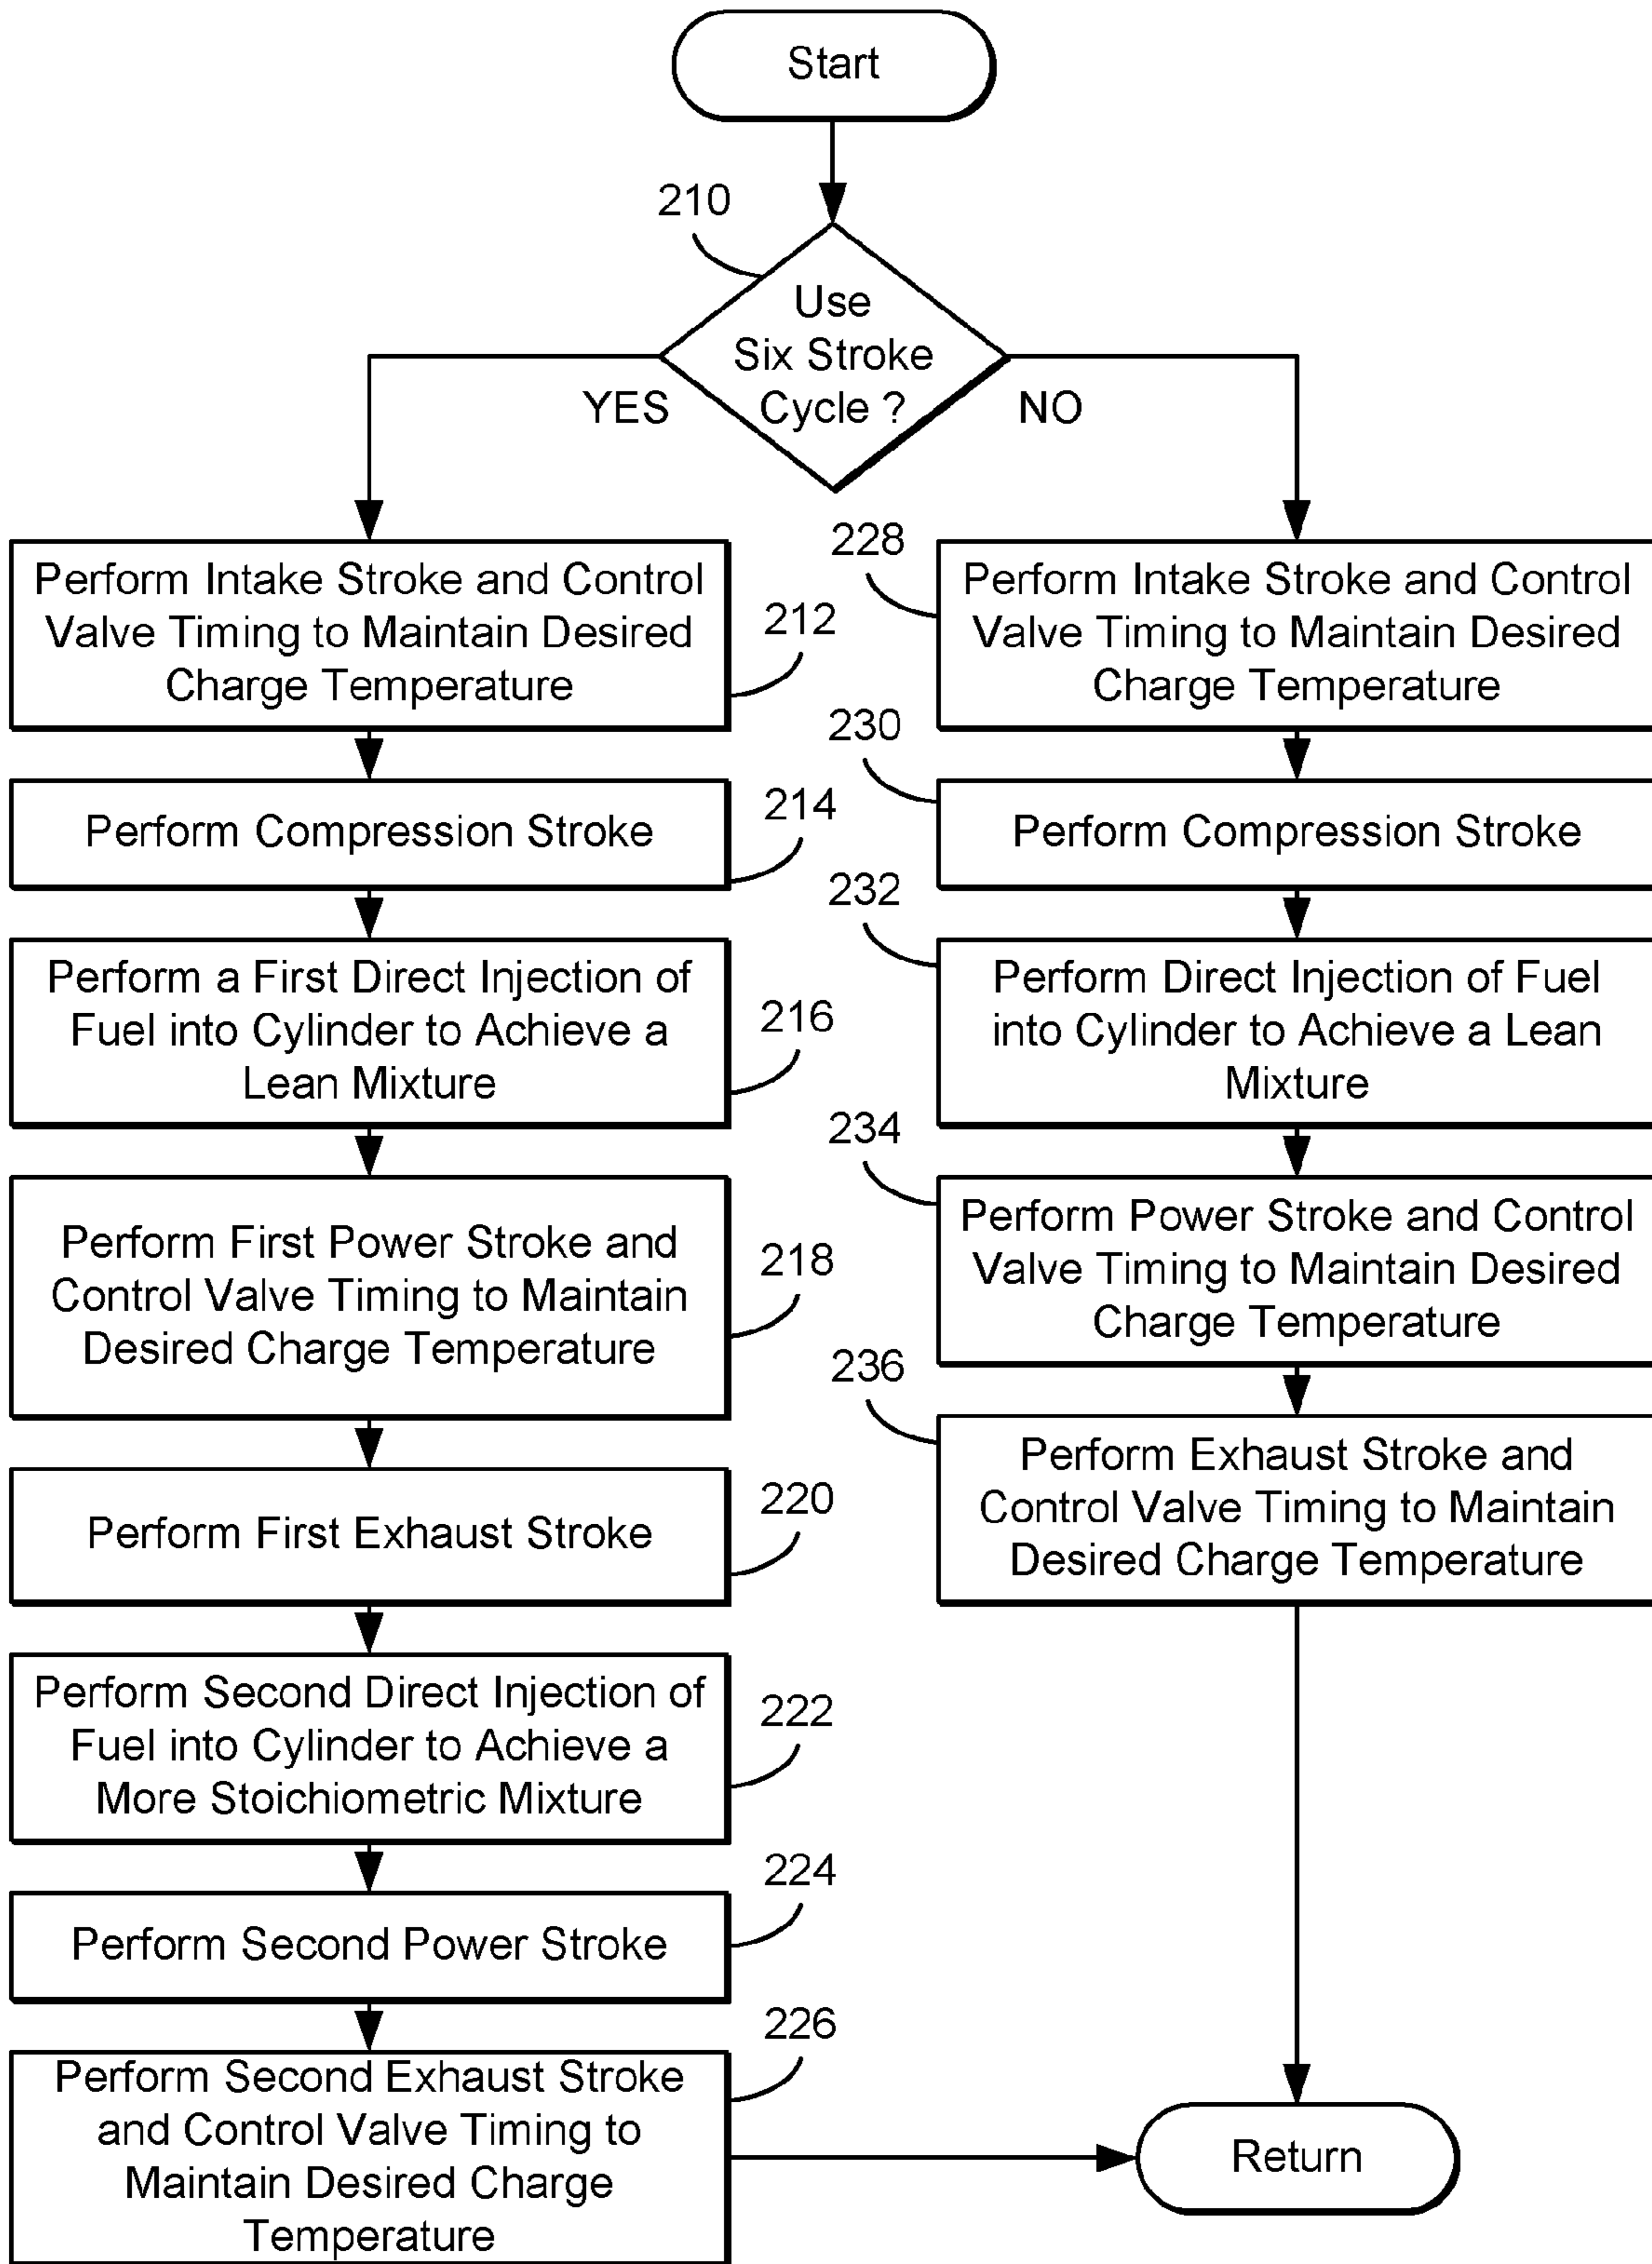 Start
210
Use
Six Stroke
Cycle ?
YES
NO
Perform Intake Stroke and Control
Valve Timing to Maintain Desired
Charge Temperature
212
Perform Compression Stroke
214
Perform a First Direct Injection of
Fuel into Cylinder to Achieve a
Lean Mixture
216
Perform First Power Stroke and
Control Valve Timing to Maintain
Desired Charge Temperature
218
Perform First Exhaust Stroke
220
Perform Second Direct Injection of
Fuel into Cylinder to Achieve a
More Stoichiometric Mixture
222
Perform Second Power Stroke
224
Perform Second Exhaust Stroke
and Control Valve Timing to
Maintain Desired Charge
Temperature
226
228
Perform Intake Stroke and Control
Valve Timing to Maintain Desired
Charge Temperature
230
Perform Compression Stroke
232
Perform Direct Injection of Fuel
into Cylinder to Achieve a Lean
Mixture
234
Perform Power Stroke and Control
Valve Timing to Maintain Desired
Charge Temperature
236
Perform Exhaust Stroke and
Control Valve Timing to Maintain
Desired Charge Temperature
Return